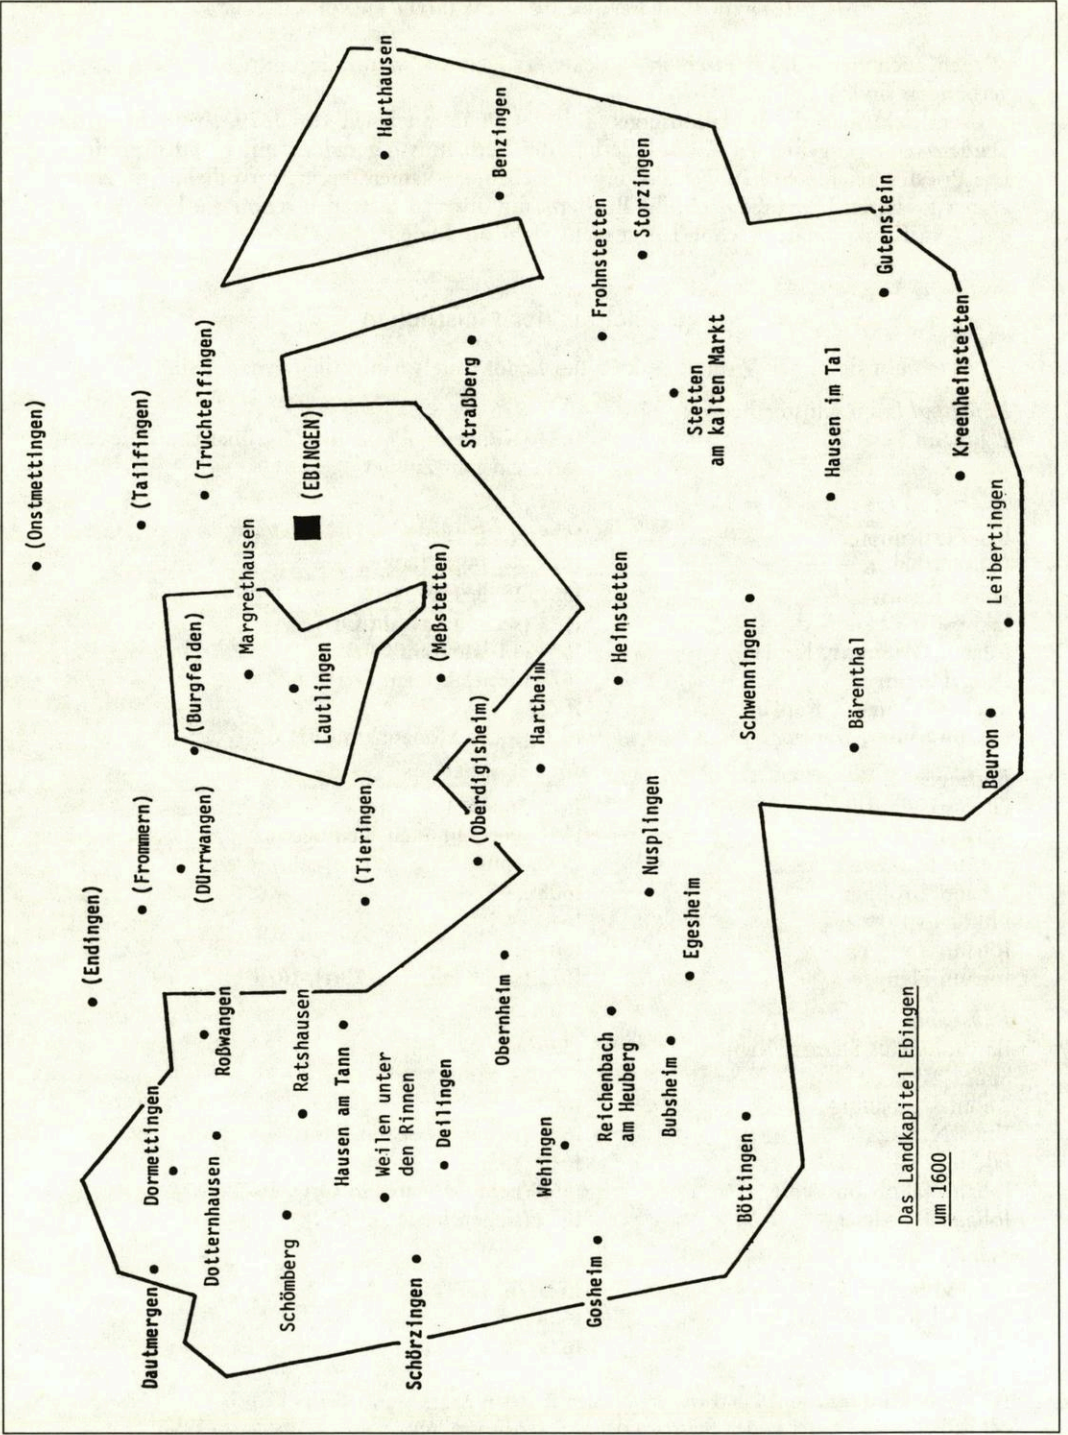 (Onstmettingen)
(Endingen)
(Frommern)
(Tailfingen)
(Dürrwangen)
(Burgfelden)
(Truchtelfingen)
Dautmergen
Dormettingen
Roßwangen
Margrethausen
Dotternhausen
Ratshausen
Lautlingen
(EBINGEN)
Schömberg
Hausen am Tann
(Tieringen)
Harthausen
Weilen unter
den Rinnen
(Meßstetten)
Schörzingen
Deilingen
(Oberdigisheim)
Straßberg
Benzingen
Obernheim
Hartheim
Wehingen
Gosheim
Reichenbach
am Heuberg
Heinstetten
Frohnstetten
Nusplingen
Storzingen
Bubsheim
Egesheim
Stetten
am kalten Markt
Böttingen
Schwenningen
Hausen im Tal
Bärenthal
Gutenstein
Kreenheinstetten
Beuron
Leibertingen
Das Landkapitel Ebingen
um 1600